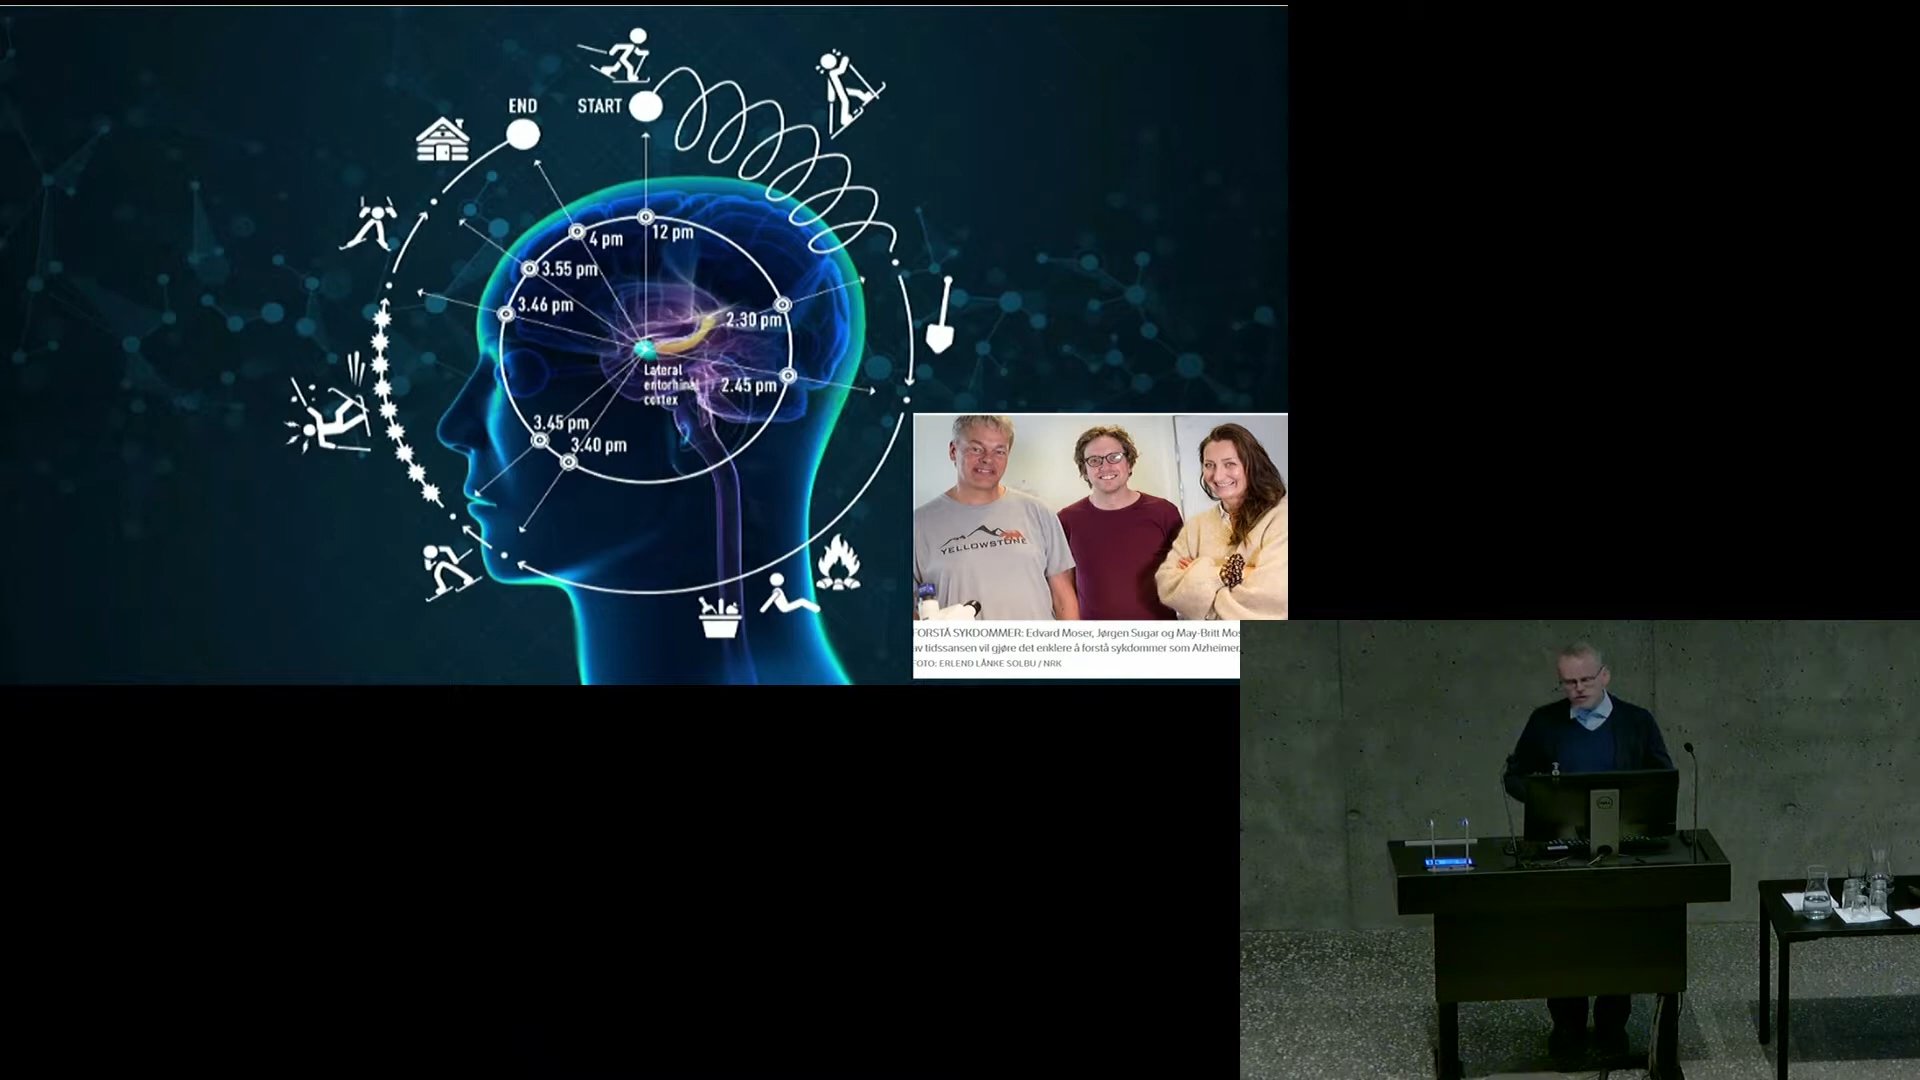 END
START
4 pm
12 pm
3.55 pm
3.46 pm
2.30 pm
Lateral
entorhinal
cortex
2.45 pm
3.45 pm
3.40 pm
YELLOWSTONE
FORSTÅ SYKDOMMER: Edvard Moser, Jørgen Sugar og May-Britt
av tidssansen vil gjøre det enklere å forstå sykdommer som Alzheimer,
FOTO: ERLEND LÅNKE SOLBU / NRK
DELL